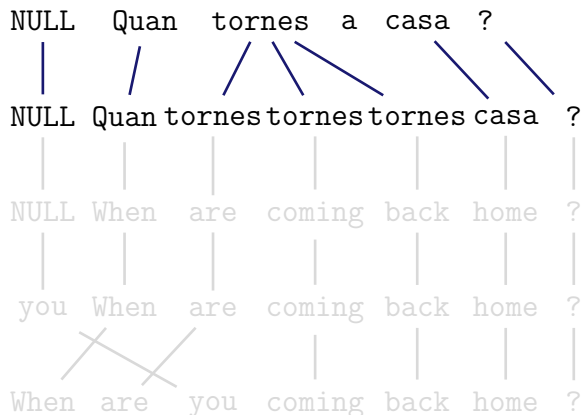 NULL Quan tornes a casa ?
NULL Quan tornes tornes tornes casa ?
NULL When are coming back home ?
you When are coming back home ?
When are you coming back home ?